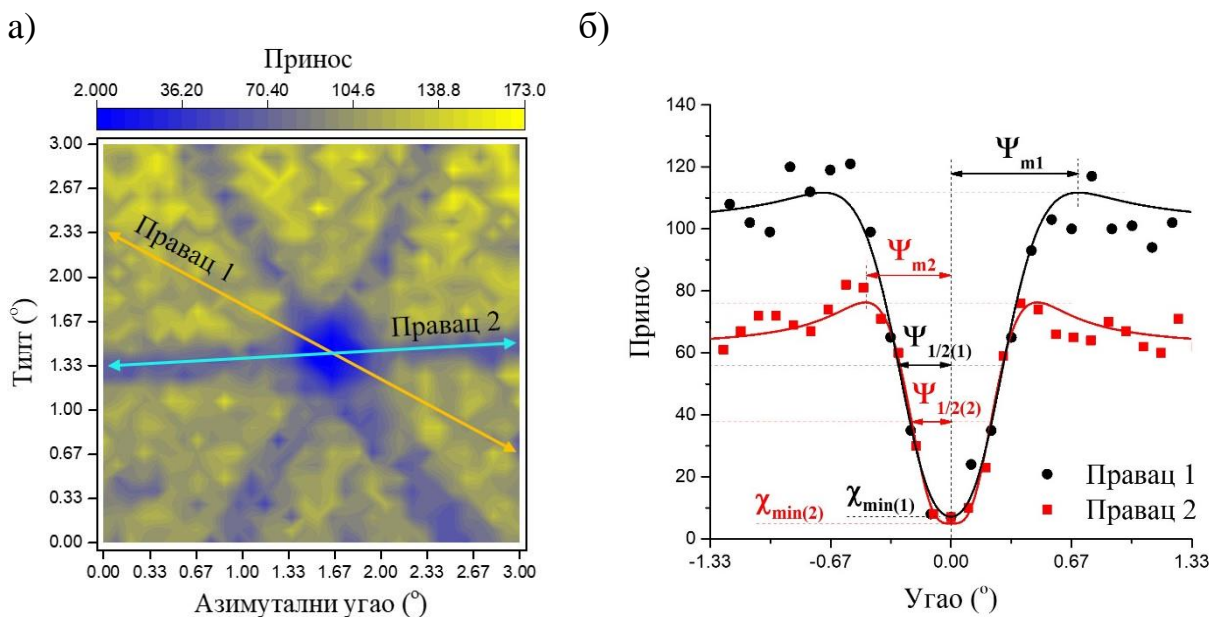 а)
Принос
2.000 36.20 70.40 104.6 138.8 173.0
3.00
2.67
2.33
2.00
1.67
1.33
1.00
0.67
0.33
0.00
Тилт (°)
Правац 1
Правац 2
0.00 0.33 0.67 1.00 1.33 1.67 2.00 2.33 2.67 3.00
Азимутални угао (°)
б)
140
120
100
80
60
40
20
0
Принос
Ψm1
Ψm2
Ψ1/2(1)
Ψ1/2(2)
χmin(1)
χmin(2)
Правац 1
Правац 2
-1.33 -0.67 0.00 0.67 1.33
Угао (°)